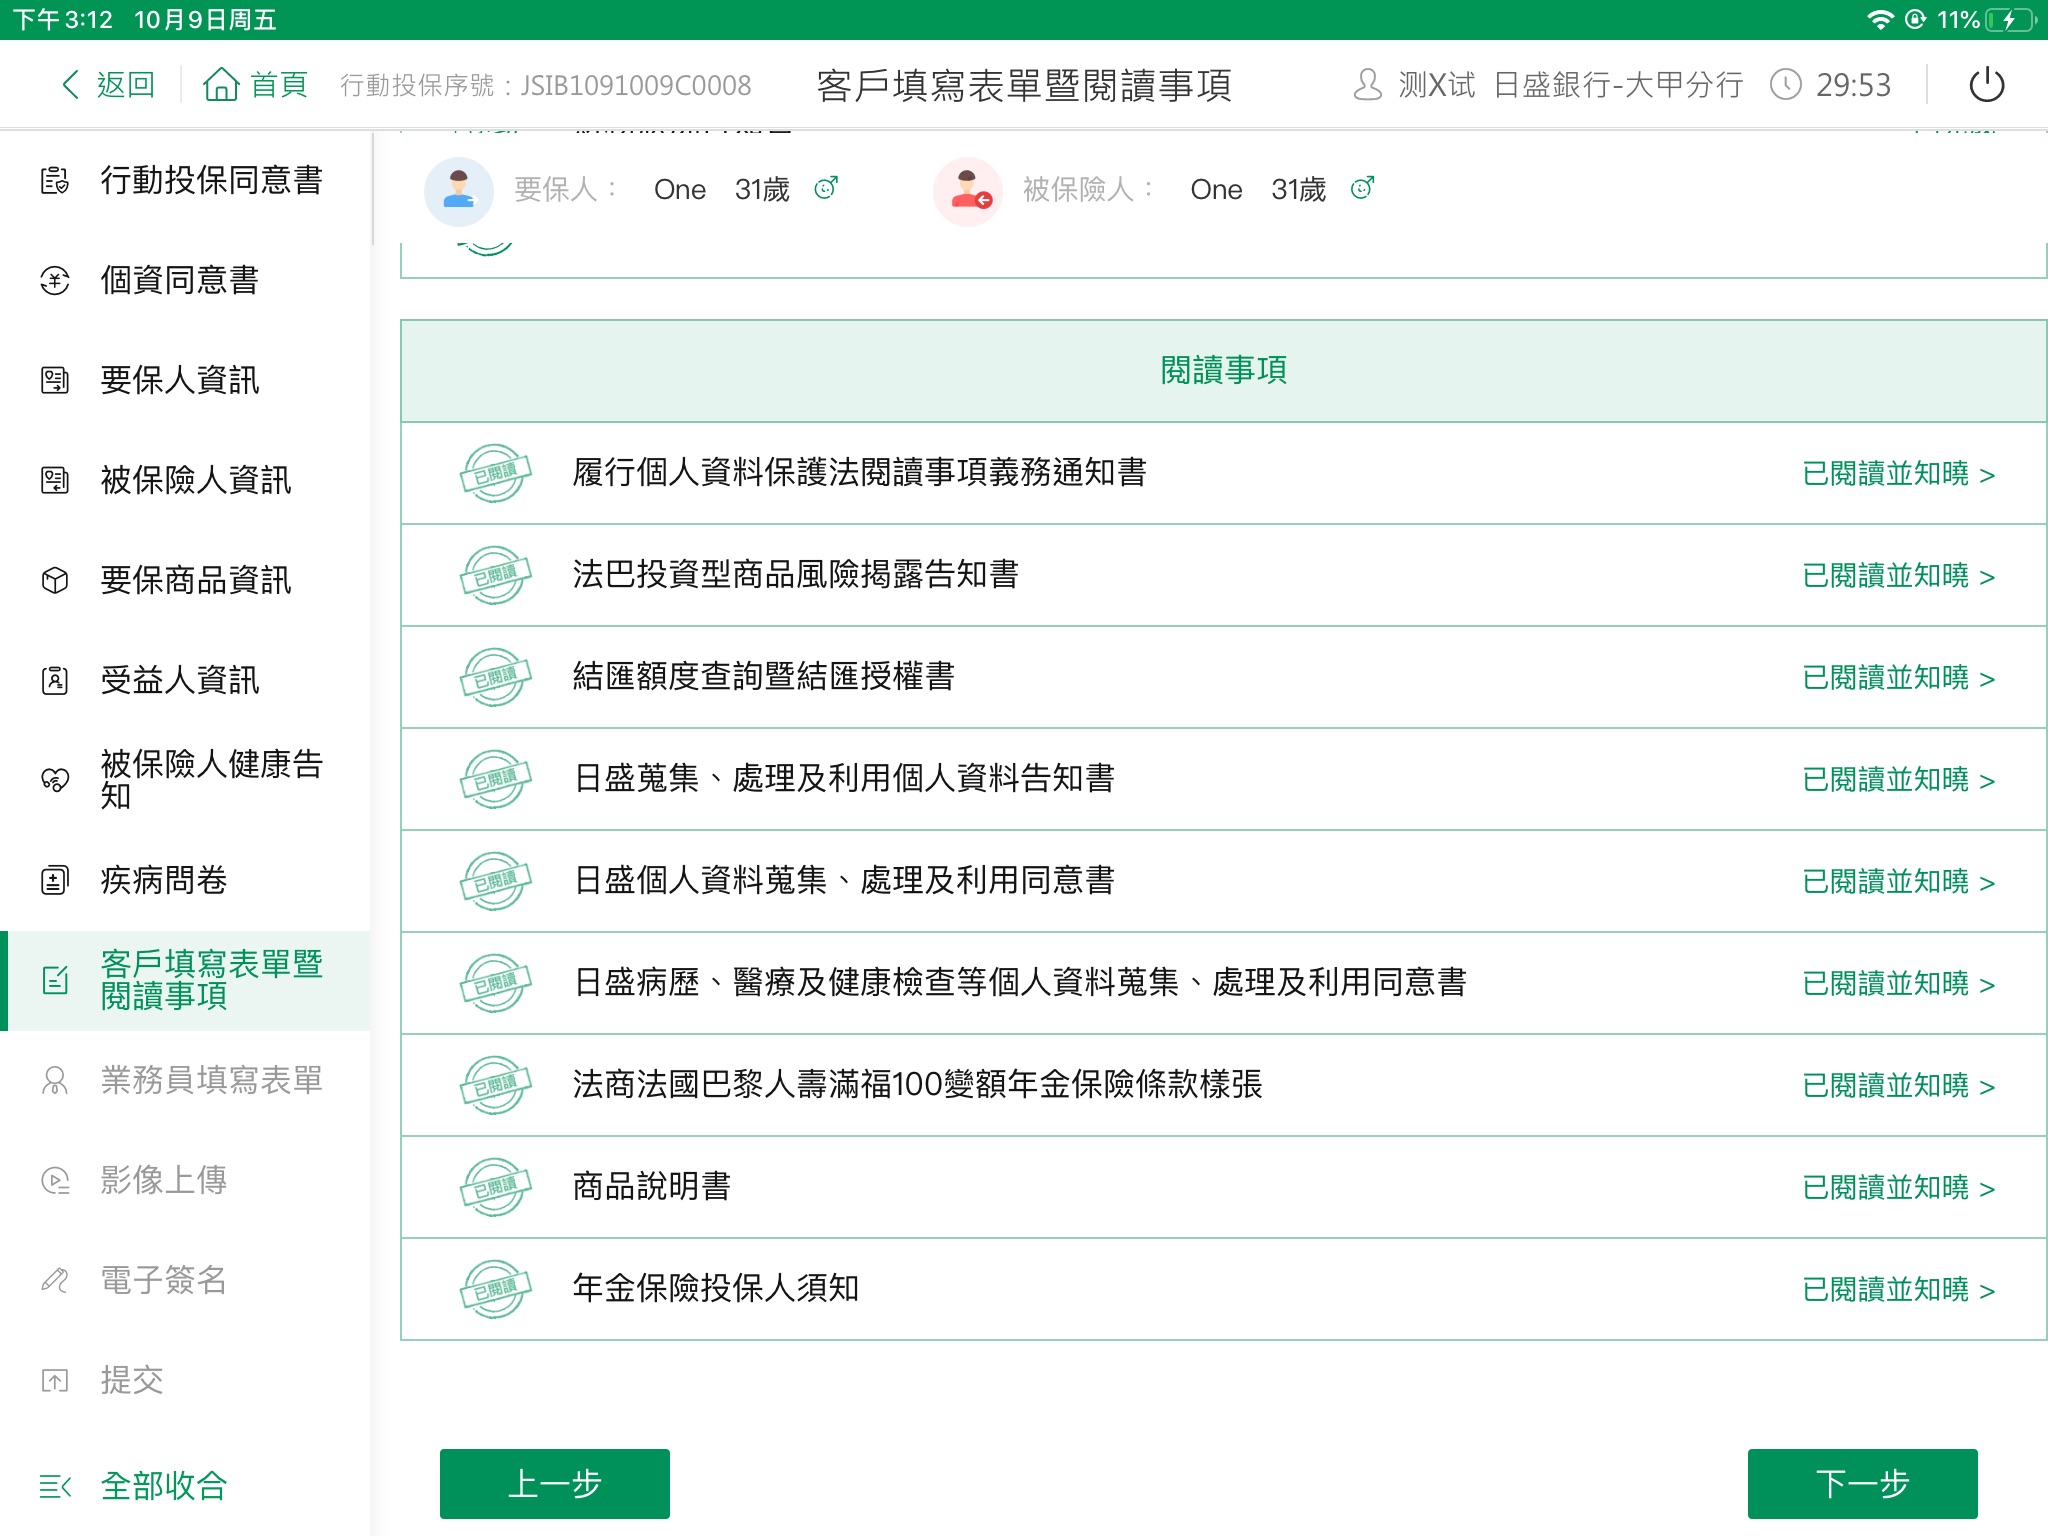 下午3:12 10月9日周五 11%
返回 首頁 行動投保序號：JSIB1091009C0008 客戶填寫表單暨閱讀事項 测X试 日盛銀行-大甲分行 29:53
行動投保同意書
個資同意書
要保人資訊
被保險人資訊
要保商品資訊
受益人資訊
被保險人健康告
知
疾病問卷
客戶填寫表單暨
閱讀事項
業務員填寫表單
影像上傳
電子簽名
提交
全部收合
要保人： One 31歲 被保險人： One 31歲
閱讀事項
已閱讀 履行個人資料保護法閱讀事項義務通知書 已閱讀並知曉 >
已閱讀 法巴投資型商品風險揭露告知書 已閱讀並知曉 >
已閱讀 結匯額度查詢暨結匯授權書 已閱讀並知曉 >
已閱讀 日盛蒐集、處理及利用個人資料告知書 已閱讀並知曉 >
已閱讀 日盛個人資料蒐集、處理及利用同意書 已閱讀並知曉 >
已閱讀 日盛病歷、醫療及健康檢查等個人資料蒐集、處理及利用同意書 已閱讀並知曉 >
已閱讀 法商法國巴黎人壽滿福100變額年金保險條款樣張 已閱讀並知曉 >
已閱讀 商品說明書 已閱讀並知曉 >
已閱讀 年金保險投保人須知 已閱讀並知曉 >
上一步 下一步